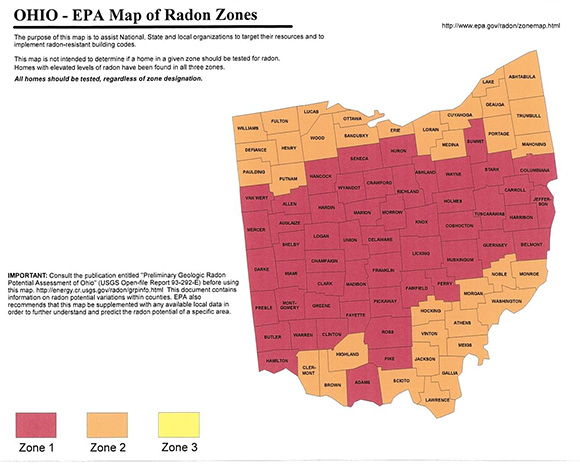 OHIO - EPA Map of Radon Zones
http://www.epa.gov/radon/zonemap.html
The purpose of this map is to assist National, State and local organizations to target their resources and to
implement radon-resistant building codes.
This map is not intended to determine if a home in a given zone should be tested for radon.
Homes with elevated levels of radon have been found in all three zones.
All homes should be tested, regardless of zone designation.
LAKE
ASHTABULA
LUCAS
OTTAWA
CUYAHOGA
GEAUGA
WILLIAMS
FULTON
WOOD
SANDUSKY
ERIE
LORAIN
TRUMBULL
DEFIANCE
HENRY
SENECA
HURON
MEDINA
SUMMIT
PORTAGE
MAHONING
PAULDING
PUTNAM
HANCOCK
WYANDOT
CRAWFORD
RICHLAND
ASHLAND
WAYNE
STARK
COLUMBIANA
VAN WERT
ALLEN
HARDIN
MARION
MORROW
HOLMES
CARROLL
JEFFER-
SON
MERCER
AUGLAIZE
LOGAN
UNION
DELAWARE
KNOX
COSHOCTON
TUSCARAWAS
HARRISON
SHELBY
CHAMPAIGN
LICKING
MUSKINGUM
GUERNSEY
BELMONT
DARKE
MIAMI
CLARK
MADISON
FRANKLIN
FAIRFIELD
PERRY
MORGAN
NOBLE
MONROE
PREBLE
MONT-
GOMERY
GREENE
FAYETTE
PICKAWAY
HOCKING
WASHINGTON
BUTLER
WARREN
CLINTON
ROSS
VINTON
ATHENS
HAMILTON
CLER-
MONT
HIGHLAND
PIKE
JACKSON
MEIGS
BROWN
ADAMS
SCIOTO
GALLIA
LAWRENCE
IMPORTANT: Consult the publication entitled "Preliminary Geologic Radon
Potential Assessment of Ohio" (USGS Open-file Report 93-292-E) before using
this map. http://energy.cr.usgs.gov/radon/grpinfo.html This document contains
information on radon potential variations within counties. EPA also
recommends that this map be supplemented with any available local data in
order to further understand and predict the radon potential of a specific area.
Zone 1
Zone 2
Zone 3